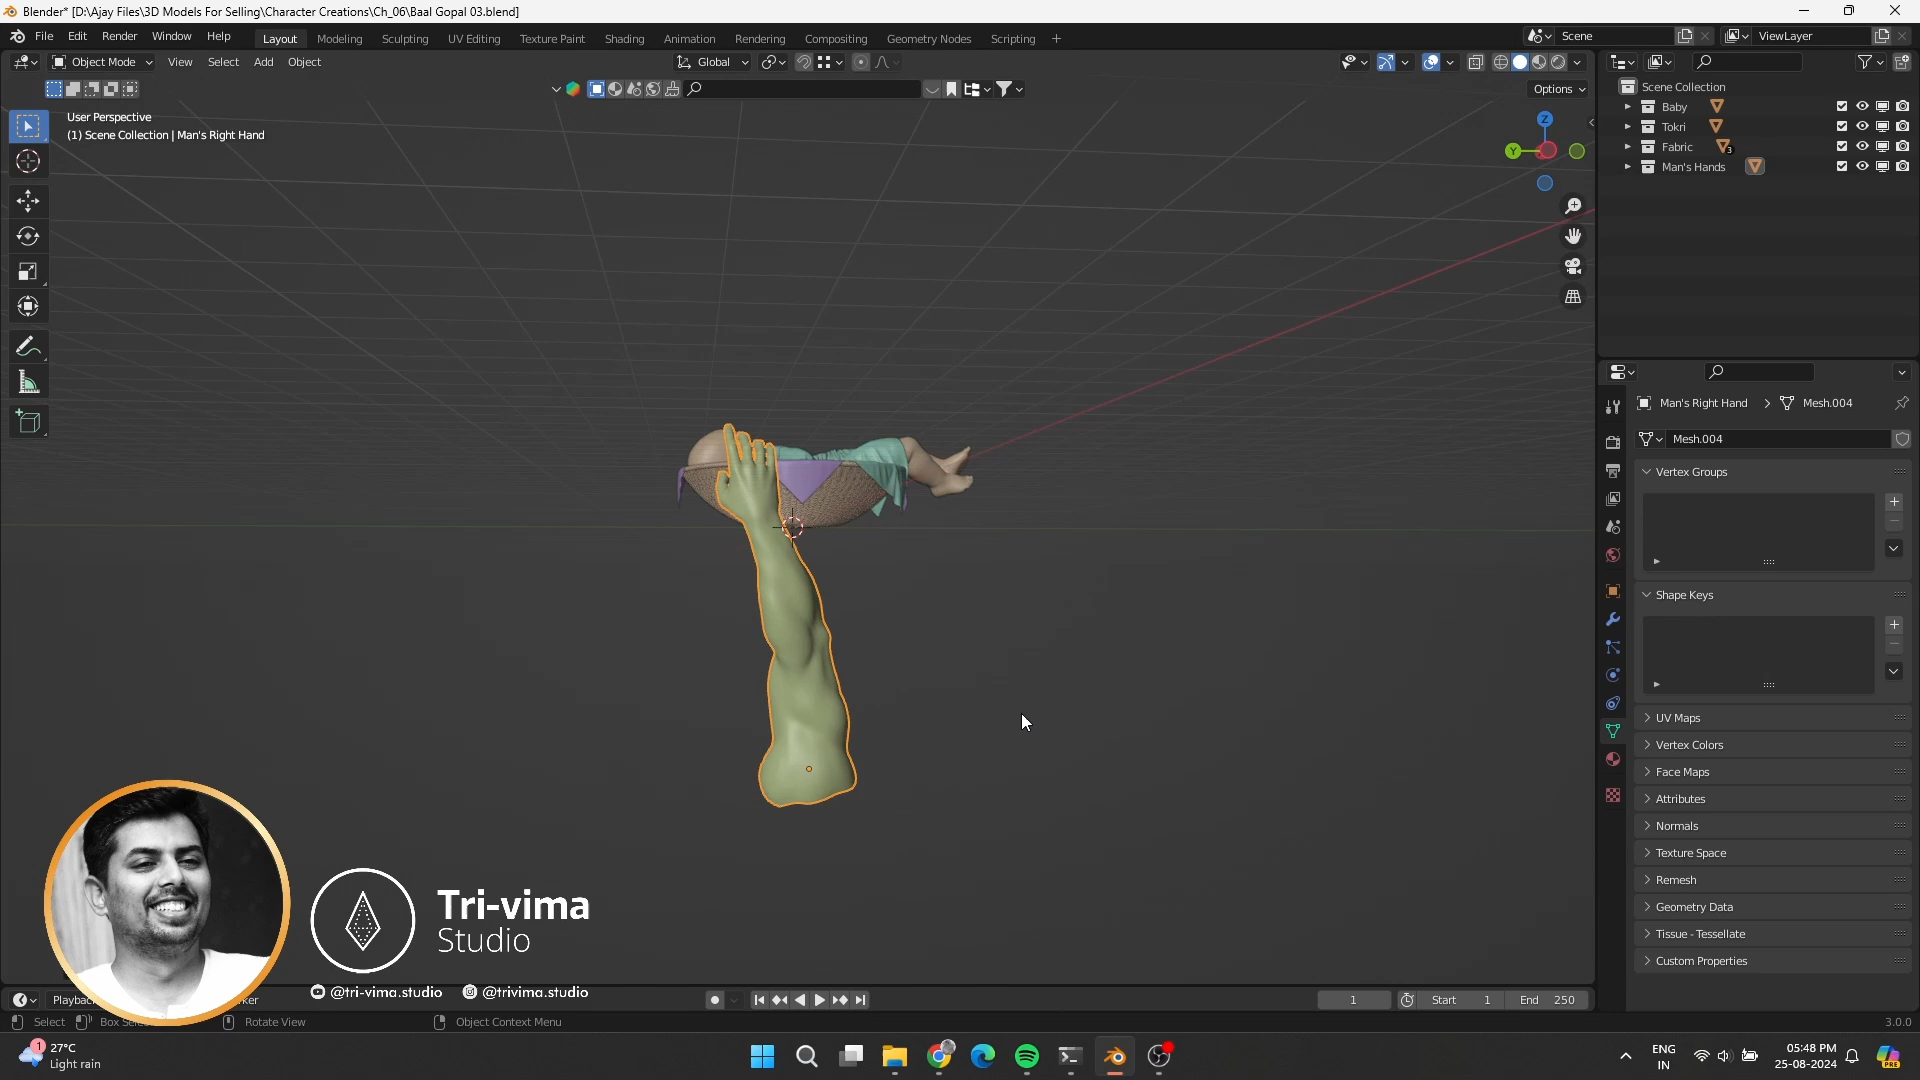 Blender* [D:\Ajay Files\3D Models For Selling\Character Creations\Ch_06\Baal Gopal 03.blend]
File Edit Render Window Help Layout Modeling Sculpting UV Editing Texture Paint Shading Animation Rendering Compositing Geometry Nodes Scripting + Scene ViewLayer
Object Mode View Select Add Object Global
Options
User Perspective
(1) Scene Collection | Man's Right Hand
Z
Y
Scene Collection
Baby
Tokri
Fabric 3
Man's Hands
Man's Right Hand > Mesh.004
Mesh.004
Vertex Groups
Shape Keys
UV Maps
Vertex Colors
Face Maps
Attributes
Normals
Texture Space
Remesh
Geometry Data
Tissue - Tessellate
Custom Properties
Tri-vima
Studio
@tri-vima.studio @trivima.studio
1 Start 1 End 250
Select Rotate View Object Context Menu 3.0.0
1
27°C
Light rain
ENG
IN
05:48 PM
25-08-2024
PRE